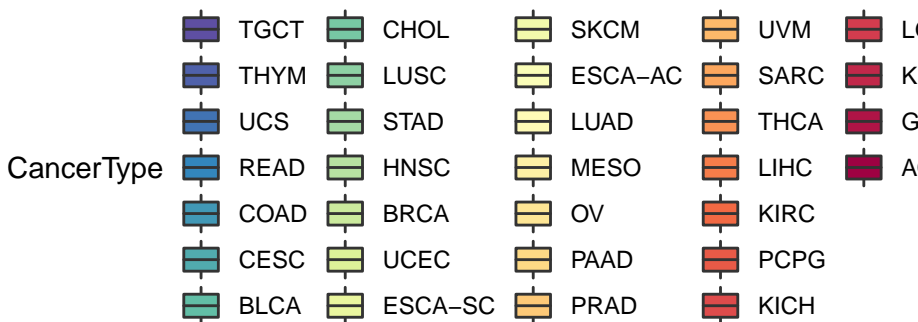 TGCT CHOL SKCM UVM
THYM LUSC ESCA−AC SARC
UCS STAD LUAD THCA
CancerType READ HNSC MESO LIHC
COAD BRCA OV KIRC
CESC UCEC PAAD PCPG
BLCA ESCA−SC PRAD KICH